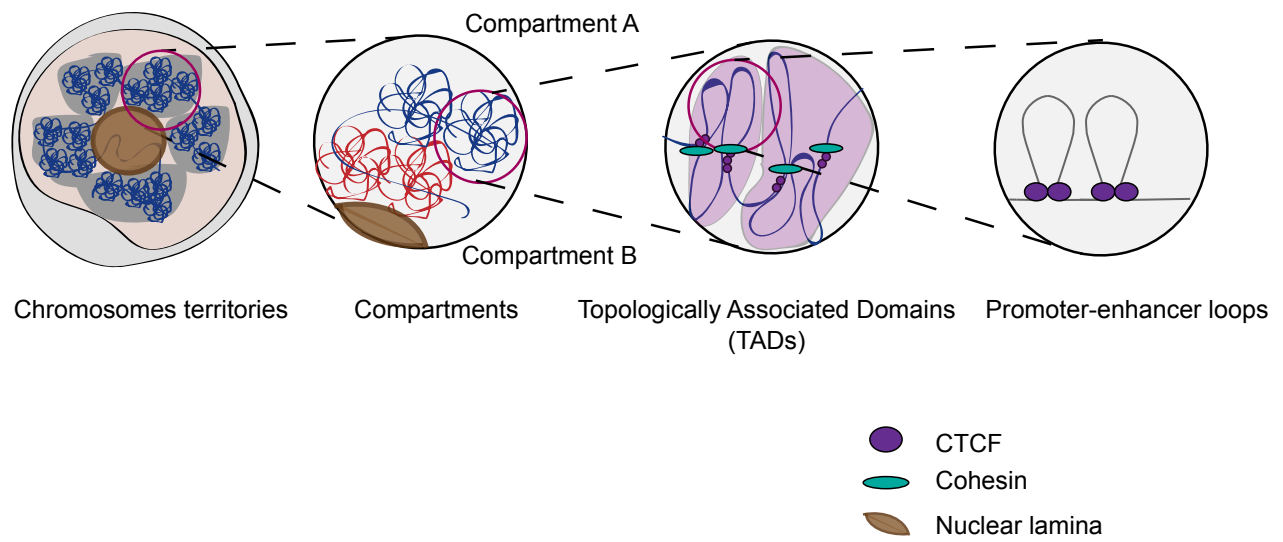 Compartment A
Compartment B
Chromosomes territories
Compartments
Topologically Associated Domains
(TADs)
Promoter-enhancer loops
CTCF
Cohesin
Nuclear lamina